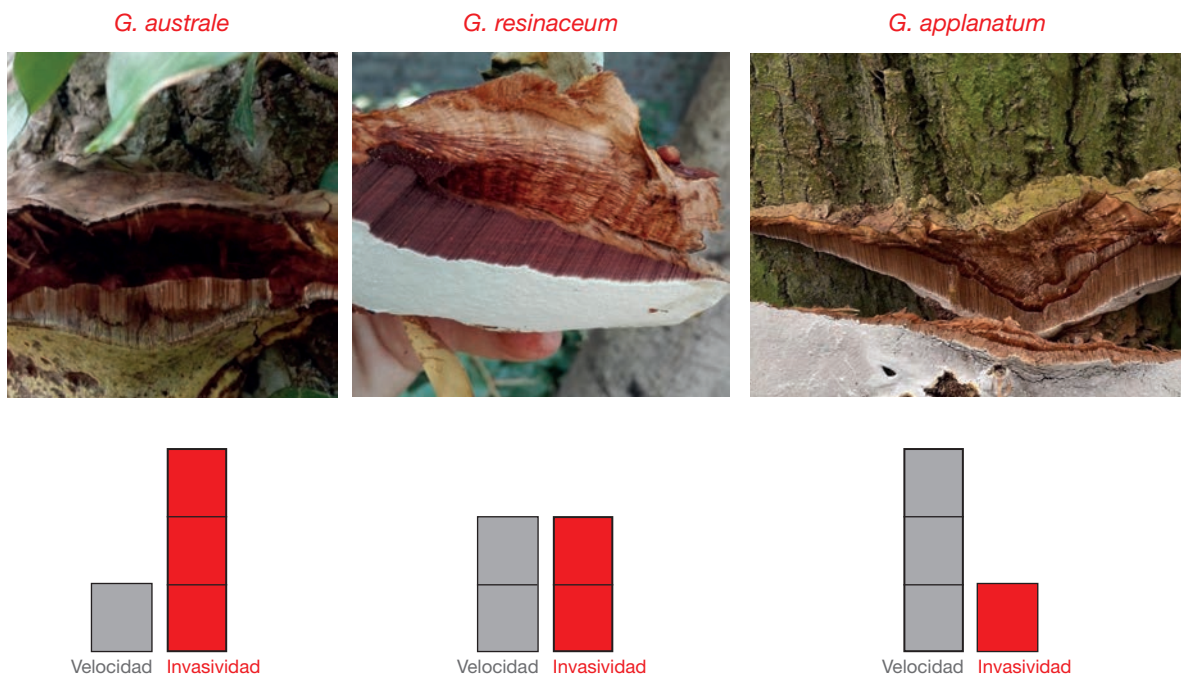 G. australe
G. resinaceum
G. applanatum
Velocidad Invasividad
Velocidad Invasividad
Velocidad Invasividad